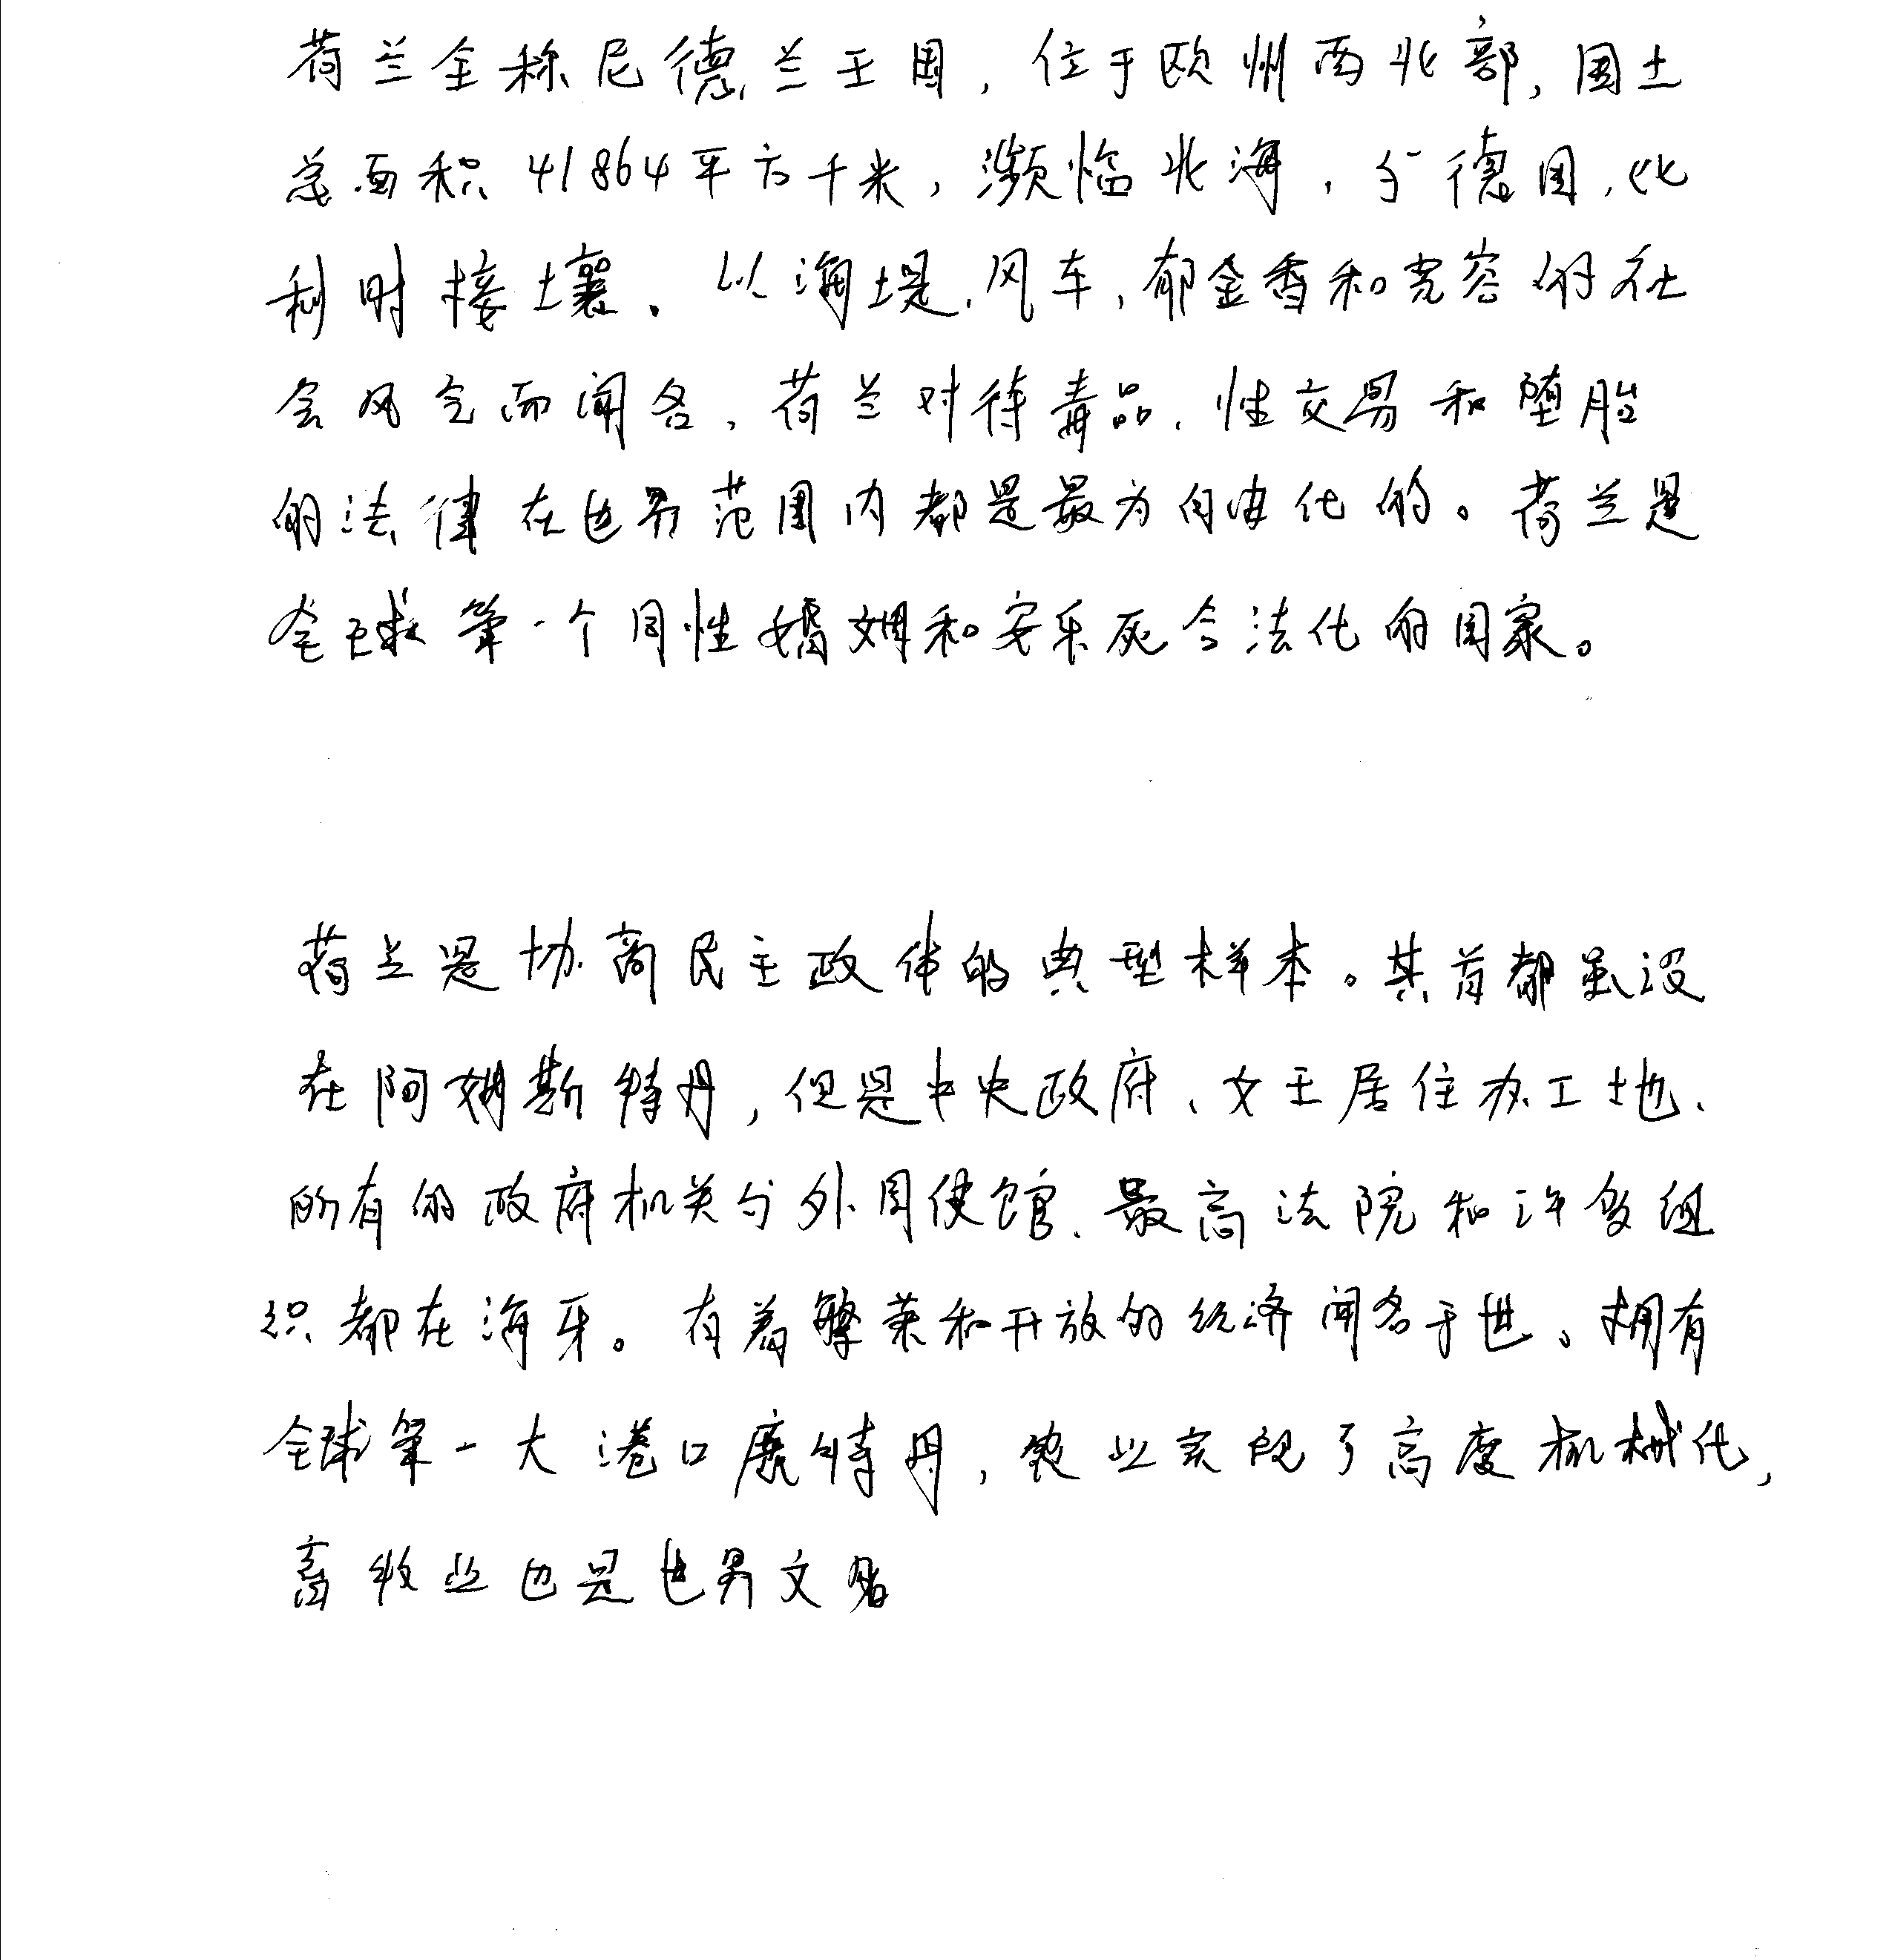 荷兰全称尼德兰王国，位于欧州西北部，国土
总面积41864平方千米，濒临北海，与德国，比
利时接壤。以海堤，风车，郁金香和宽容的社
会风气而闻名，荷兰对待毒品，性交易和堕胎
的法律在世界范围内都是最为自由化的。荷兰是
全球第一个同性婚姻和安乐死合法化的国家。
荷兰是协商民主政体的典型样本。其首都虽设
在阿姆斯特丹，但是中央政府、女王居住办工地、
所有的政府机关与外国使馆、最高法院和许多组
织都在海牙。有着繁荣和开放的经济闻名于世。拥有
全球第一大港口鹿特丹，农业实现了高度机械化，
畜牧业也是世界文明